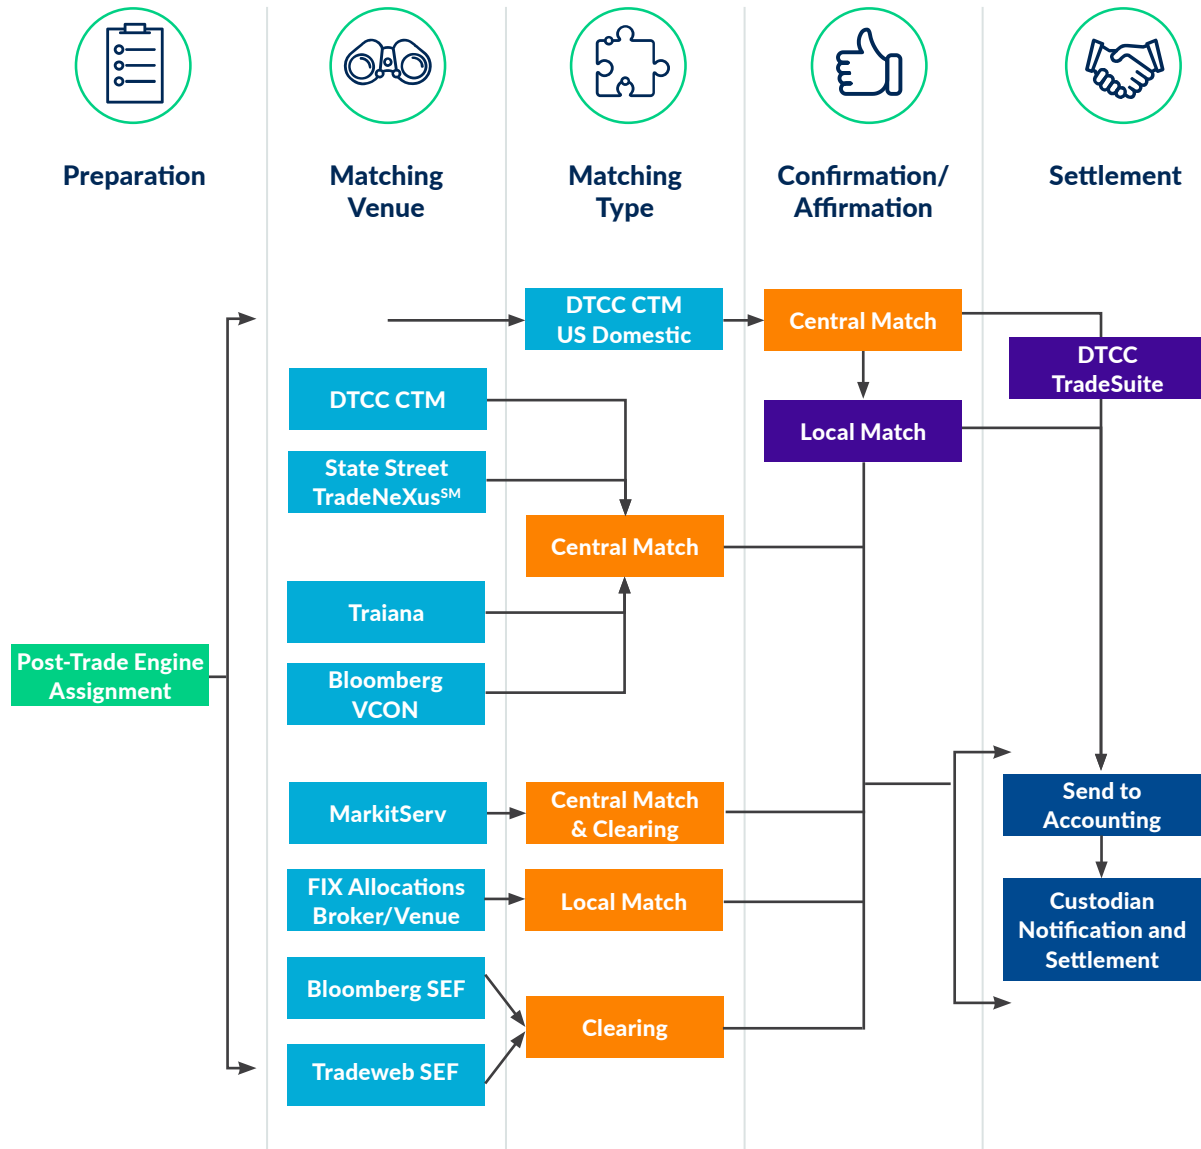 Preparation
Matching
Venue
Matching
Type
Confirmation/
Affirmation
Settlement
DTCC CTM
US Domestic
Central Match
DTCC
TradeSuite
DTCC CTM
Local Match
State Street
TradeNeXusSM
Central Match
Traiana
Post-Trade Engine
Assignment
Bloomberg
VCON
MarkitServ
Central Match
& Clearing
Send to
Accounting
FIX Allocations
Broker/Venue
Local Match
Custodian
Notification and
Settlement
Bloomberg SEF
Clearing
Tradeweb SEF